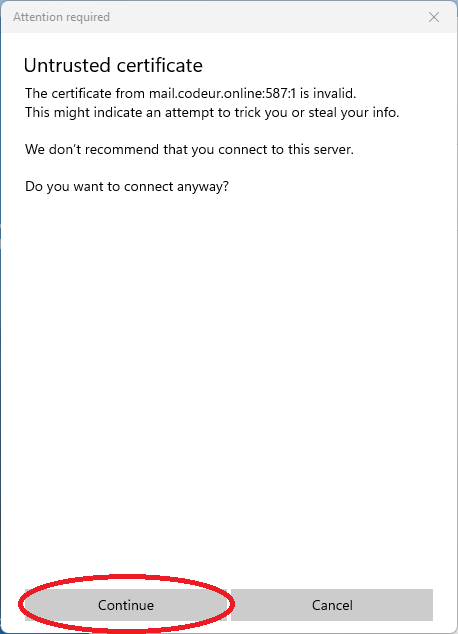 Attention required
Untrusted certificate
The certificate from mail.codeur.online:587:1 is invalid.
This might indicate an attempt to trick you or steal your info.
We don't recommend that you connect to this server.
Do you want to connect anyway?
Continue
Cancel